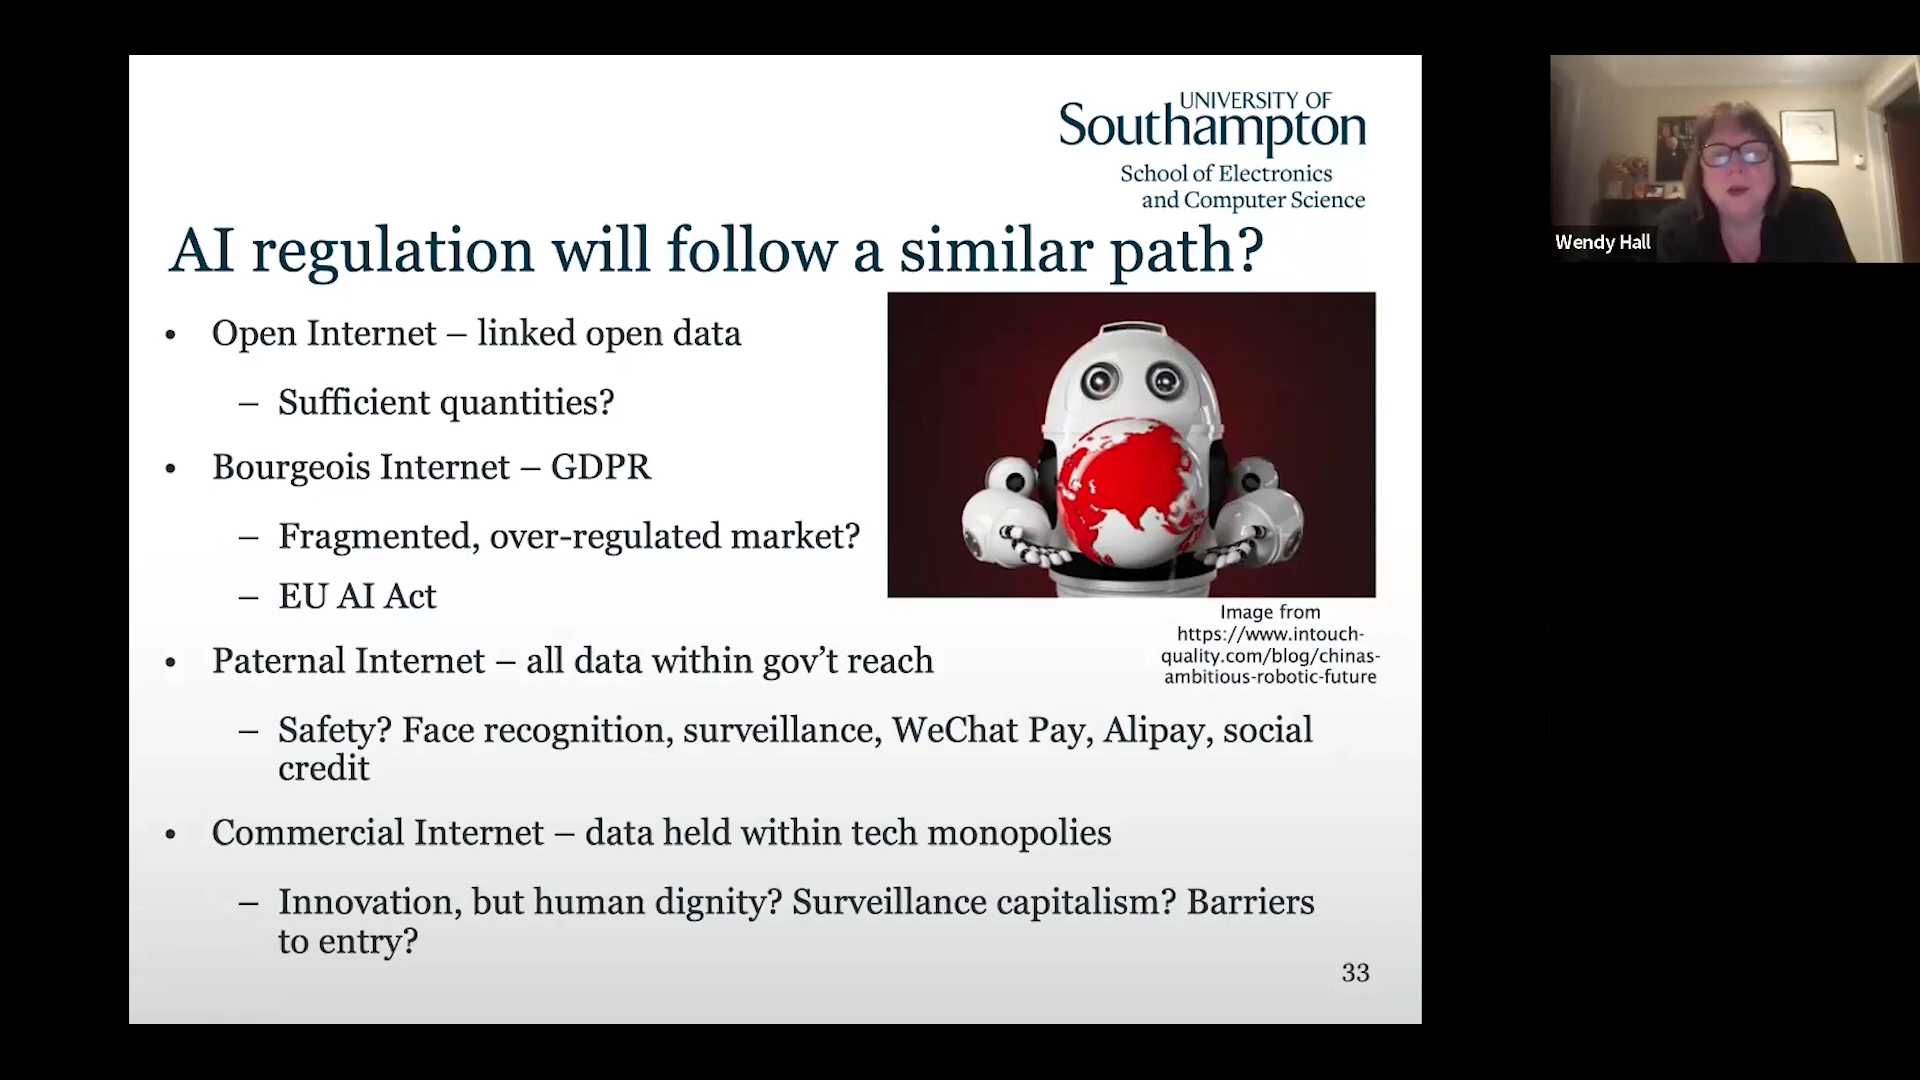 UNIVERSITY OF
Southampton
School of Electronics
and Computer Science
AI regulation will follow a similar path?
• Open Internet – linked open data
– Sufficient quantities?
• Bourgeois Internet – GDPR
– Fragmented, over-regulated market?
– EU AI Act
• Paternal Internet – all data within gov’t reach
– Safety? Face recognition, surveillance, WeChat Pay, Alipay, social
credit
• Commercial Internet – data held within tech monopolies
– Innovation, but human dignity? Surveillance capitalism? Barriers
to entry?
Image from
https://www.intouch-
quality.com/blog/chinas-
ambitious-robotic-future
33
Wendy Hall